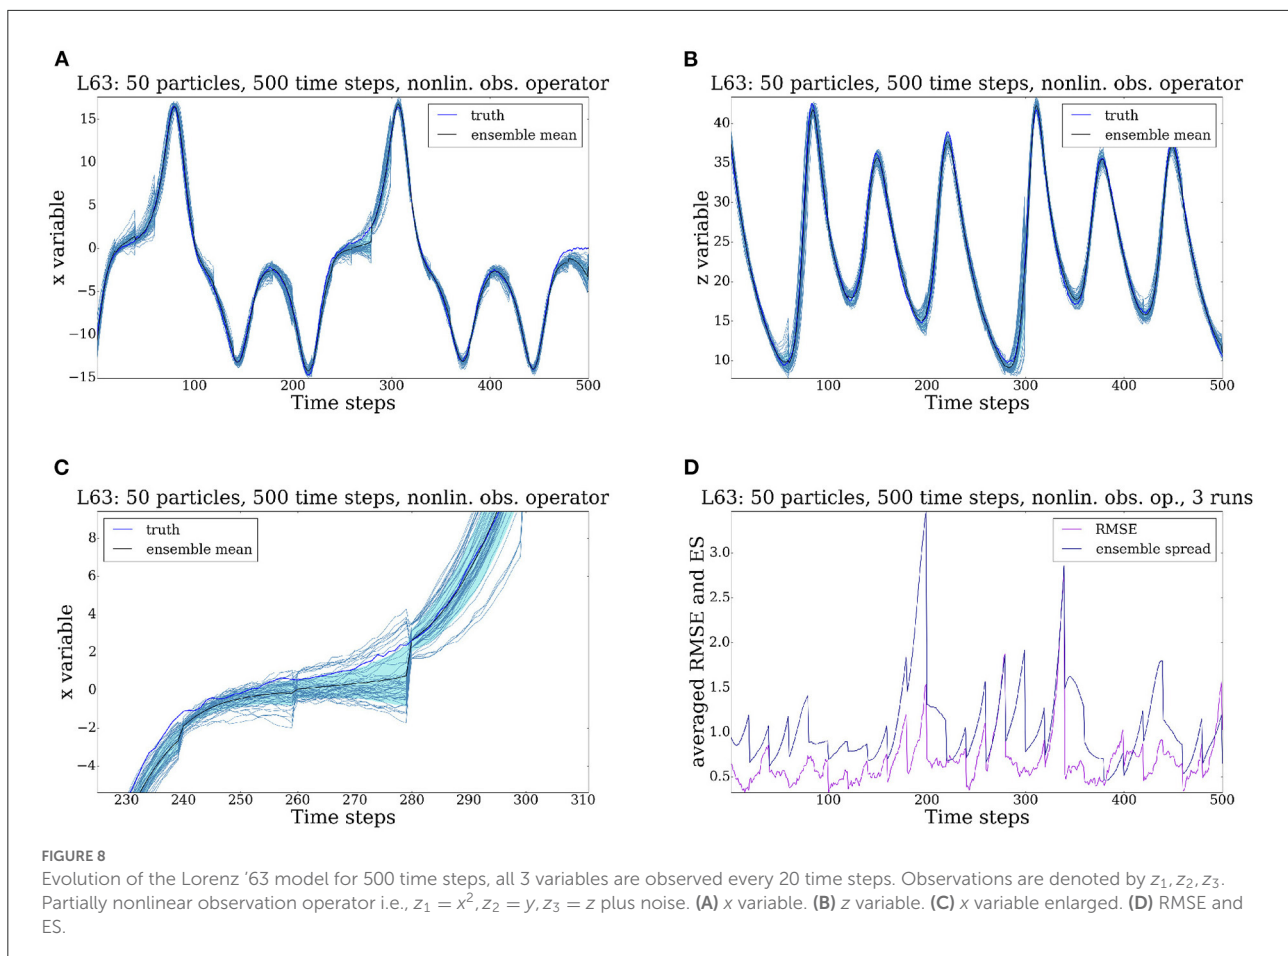 A
L63: 50 particles, 500 time steps, nonlin. obs. operator
truth
ensemble mean
x variable
15
10
5
0
−5
−10
−15
100 200 300 400 500
Time steps
B
L63: 50 particles, 500 time steps, nonlin. obs. operator
truth
ensemble mean
z variable
40
35
30
25
20
15
10
100 200 300 400 500
Time steps
C
L63: 50 particles, 500 time steps, nonlin. obs. operator
truth
ensemble mean
x variable
8
6
4
2
0
−2
−4
230 240 250 260 270 280 290 300 310
Time steps
D
L63: 50 particles, 500 time steps, nonlin. obs. op., 3 runs
RMSE
ensemble spread
averaged RMSE and ES
3.0
2.5
2.0
1.5
1.0
0.5
100 200 300 400 500
Time steps
FIGURE 8
Evolution of the Lorenz ’63 model for 500 time steps, all 3 variables are observed every 20 time steps. Observations are denoted by z₁, z₂, z₃.
Partially nonlinear observation operator i.e., z₁ = x², z₂ = y, z₃ = z plus noise. (A) x variable. (B) z variable. (C) x variable enlarged. (D) RMSE and
ES.